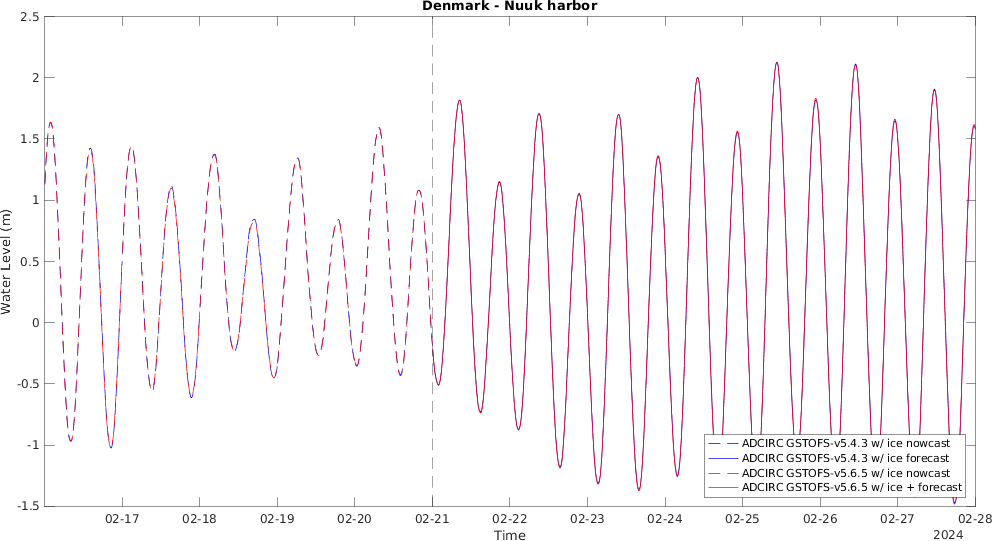 Denmark - Nuuk harbor
2.5
2
1.5
1
0.5
0
-0.5
-1
-1.5
Water Level (m)
ADCIRC GSTOFS-v5.4.3 w/ ice nowcast
ADCIRC GSTOFS-v5.4.3 w/ ice forecast
ADCIRC GSTOFS-v5.6.5 w/ ice nowcast
ADCIRC GSTOFS-v5.6.5 w/ ice + forecast
02-17 02-18 02-19 02-20 02-21 02-22 02-23 02-24 02-25 02-26 02-27 02-28
Time
2024